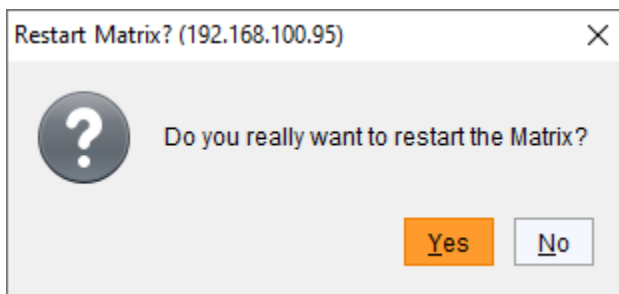 Restart Matrix? (192.168.100.95)
Do you really want to restart the Matrix?
Yes No